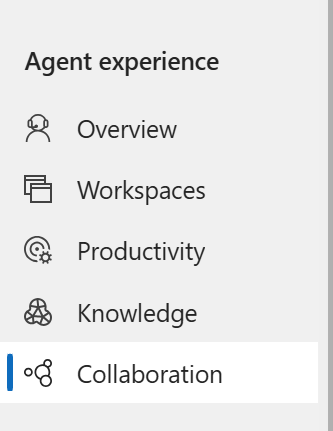 Agent experience
Overview
Workspaces
Productivity
Knowledge
Collaboration